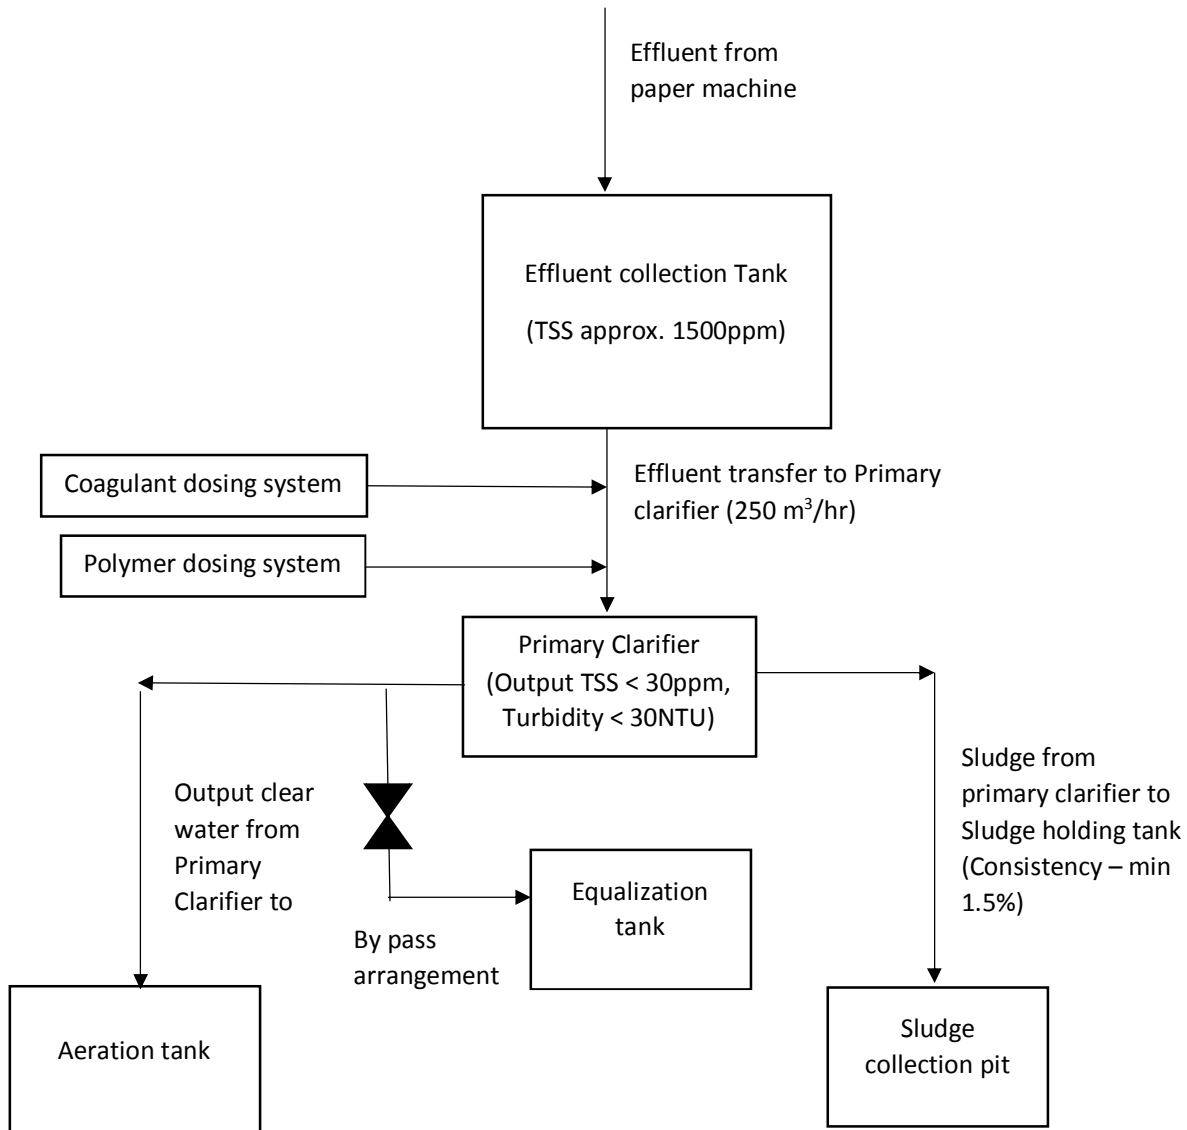 Effluent from
paper machine
Effluent collection Tank
(TSS approx. 1500ppm)
Coagulant dosing system
Effluent transfer to Primary
clarifier (250 m³/hr)
Polymer dosing system
Primary Clarifier
(Output TSS < 30ppm,
Turbidity < 30NTU)
Output clear
water from
Primary
Clarifier to
Sludge from
primary clarifier to
Sludge holding tank
(Consistency – min
1.5%)
Equalization
tank
By pass
arrangement
Aeration tank
Sludge
collection pit